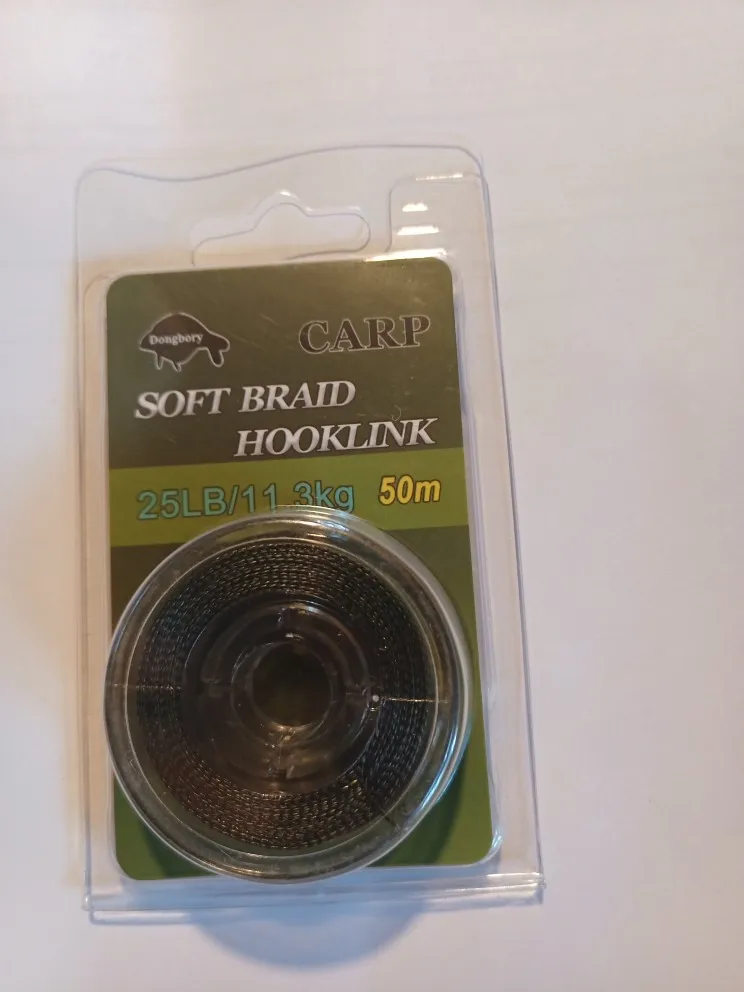 Dongbory
CARP
SOFT BRAID
HOOKLINK
25LB/11.3kg 50m